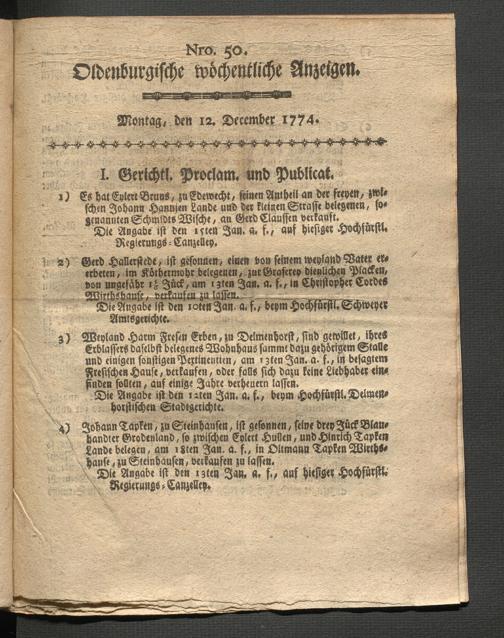 Nro. 50.
Oldenburgische wöchentliche Anzeigen.
Montag, den 12. December 1774.
I. Gerichtl. Proclam. und Publicat.
1) Es hat Eylert Bruns, zu Edewecht, seinen Antheil an der freyen, zwi-
schen Johann Hannjen Lande und der kleinen Strasse belegenen, so-
genannten Schmidts Wische, an Gerd Claussen verkauft.
Die Angabe ist den 15ten Jan. a. f., auf hiesiger Hochfürstl.
Regierungs-Canzelley.
2) Gerd Hallerstede, ist gesonnen, einen von seinem weyland Vater er-
erbeten, im Köthermohr belegenen, zur Graserey dienlichen Placken,
von ungefähr 1½ Jück, am 13ten Jan. a. f., in Christopher Cordes
Wirthshause, verkaufen zu lassen.
Die Angabe ist den 10ten Jan. a. f., beym Hochfürstl. Schweyer
Amtsgerichte.
3) Weyland Harm Fresen Erben, zu Delmenhorst, sind gewillet, ihres
Erblassers daselbst belegenes Wohnhaus sammt dazu gehörigem Stalle
und einigen sonstigen Pertinentien, am 13ten Jan. a. f., in besagtem
Fresischen Hause, verkaufen, oder falls sich dazu keine Liebhaber ein-
finden sollten, auf einige Jahre verheuern lassen.
Die Angabe ist den 12ten Jan. a. f., beym Hochfürstl. Delmen-
horstischen Stadtgerichte.
4) Johann Tapken, zu Steinhausen, ist gesonnen, seine drey Jück Blau-
handter Grodenland, so zwischen Eylert Hullen, und Hinrich Tapken
Lande belegen, am 18ten Jan. a. f., in Oltmann Tapken Wirths-
hause, zu Steinhausen, verkaufen zu lassen.
Die Angabe ist den 13ten Jan. a. f., auf hiesiger Hochfürstl.
Regierungs-Canzelley.